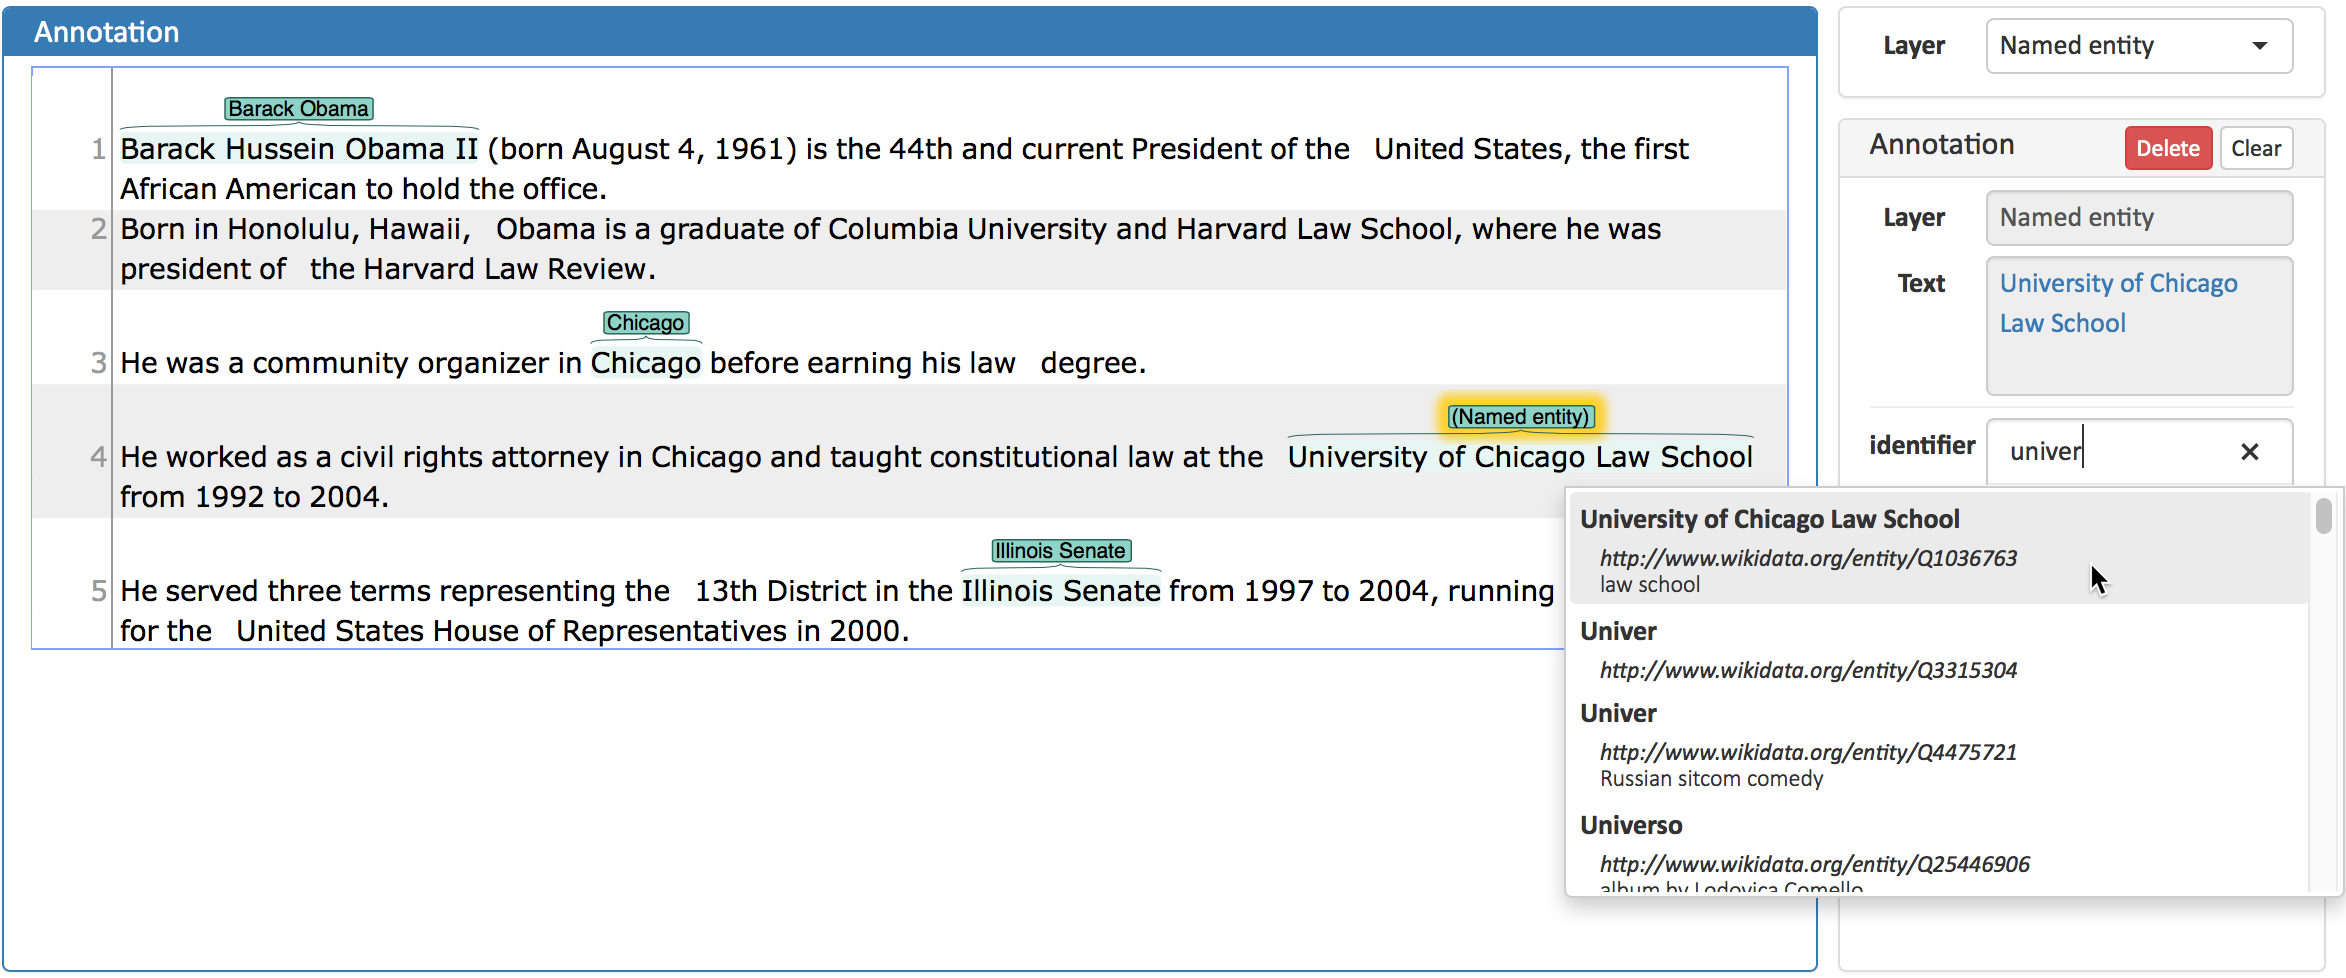 Annotation
Barack Obama
1 Barack Hussein Obama II (born August 4, 1961) is the 44th and current President of the United States, the first
African American to hold the office.
2 Born in Honolulu, Hawaii, Obama is a graduate of Columbia University and Harvard Law School, where he was
president of the Harvard Law Review.
Chicago
3 He was a community organizer in Chicago before earning his law degree.
(Named entity)
4 He worked as a civil rights attorney in Chicago and taught constitutional law at the University of Chicago Law School
from 1992 to 2004.
Illinois Senate
5 He served three terms representing the 13th District in the Illinois Senate from 1997 to 2004, running
for the United States House of Representatives in 2000.
Layer Named entity
Annotation Delete Clear
Layer Named entity
Text University of Chicago
Law School
identifier univer ×
University of Chicago Law School
http://www.wikidata.org/entity/Q1036763
law school
Univer
http://www.wikidata.org/entity/Q3315304
Univer
http://www.wikidata.org/entity/Q4475721
Russian sitcom comedy
Universo
http://www.wikidata.org/entity/Q25446906
album by Lodovica Comello